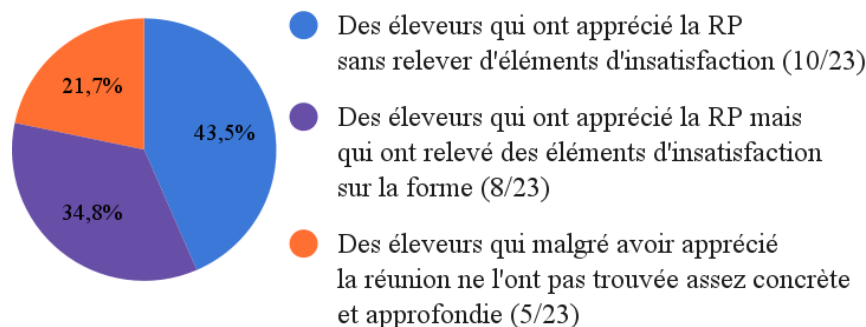 21,7%
43,5%
34,8%
Des éleveurs qui ont apprécié la RP
sans relever d'éléments d'insatisfaction (10/23)
Des éleveurs qui ont apprécié la RP mais
qui ont relevé des éléments d'insatisfaction
sur la forme (8/23)
Des éleveurs qui malgré avoir apprécié
la réunion ne l'ont pas trouvée assez concrète
et approfondie (5/23)